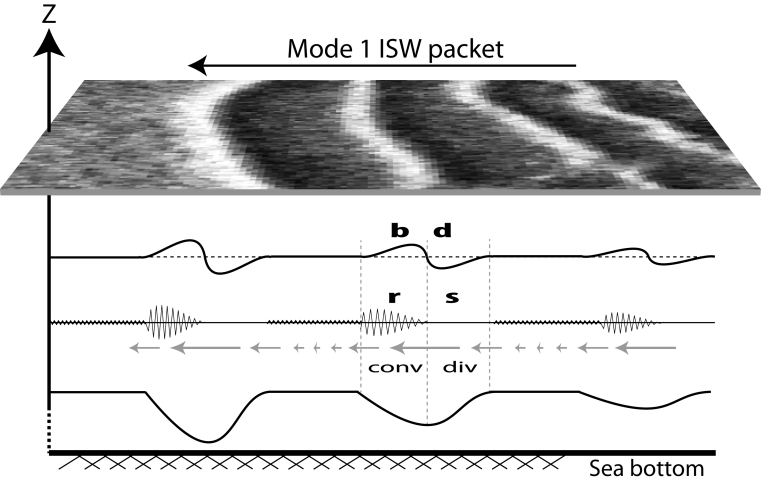 Z
Mode 1 ISW packet
b d
r s
conv div
Sea bottom